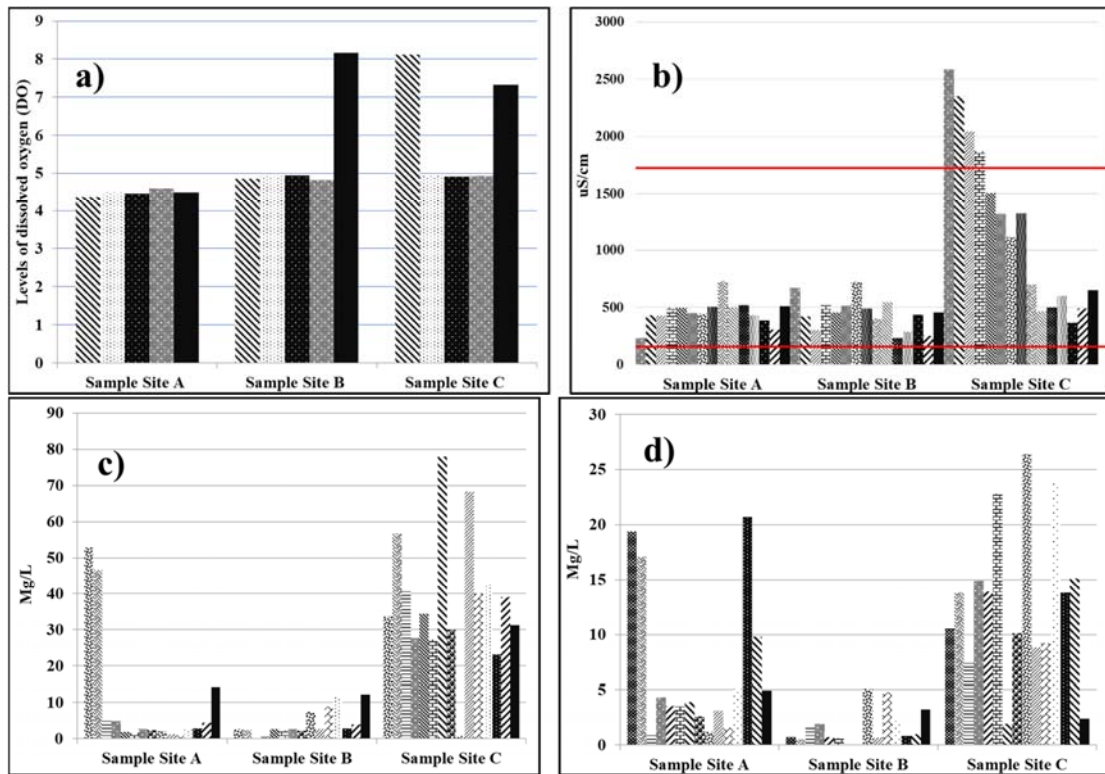 a)
Levels of dissolved oxygen (DO)
9
8
7
6
5
4
3
2
1
0
Sample Site A Sample Site B Sample Site C
b)
uS/cm
3000
2500
2000
1500
1000
500
0
Sample Site A Sample Site B Sample Site C
c)
Mg/L
90
80
70
60
50
40
30
20
10
0
Sample Site A Sample Site B Sample Site C
d)
Mg/L
30
25
20
15
10
5
0
Sample Site A Sample Site B Sample Site C